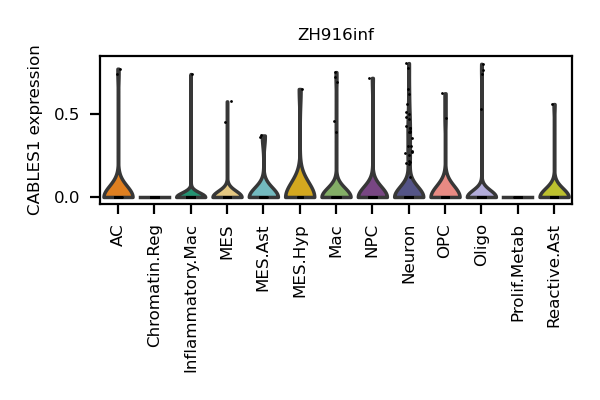 ZH916inf
CABLES1 expression
0.5
0.0
AC
Chromatin.Reg
Inflammatory.Mac
MES
MES.Ast
MES.Hyp
Mac
NPC
Neuron
OPC
Oligo
Prolif.Metab
Reactive.Ast